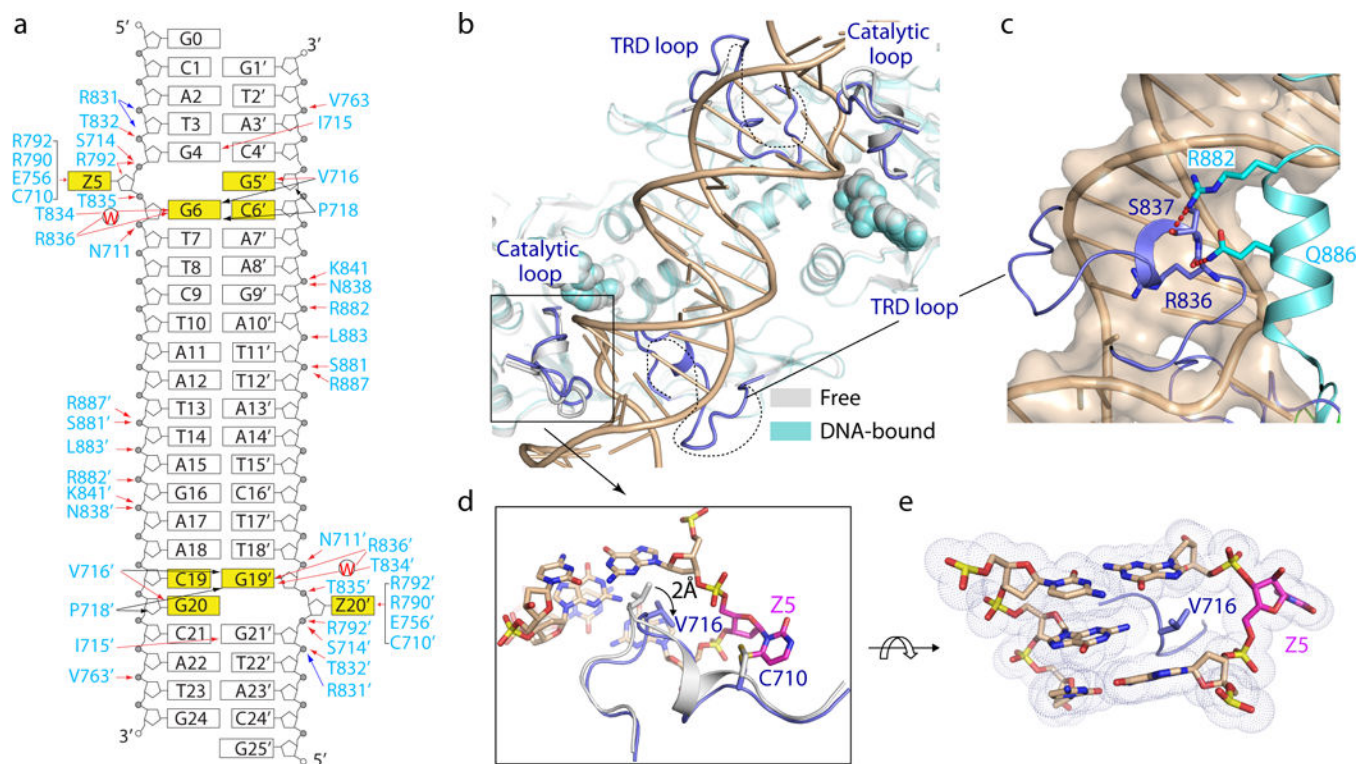 a
5′
G0
3′
C1 G1′
A2 T2′
T3 A3′
G4 C4′
Z5 G5′
G6 C6′
T7 A7′
T8 A8′
C9 G9′
T10 A10′
A11 T11′
A12 T12′
T13 A13′
T14 A14′
A15 T15′
G16 C16′
A17 T17′
A18 T18′
C19 G19′
G20 Z20′
C21 G21′
A22 T22′
T23 A23′
G24 C24′
3′
G25′
5′
R831
T832
S714
R792
R792
R790
E756
C710
T835
T834
W
R836
N711
V763
I715
V716
P718
K841
N838
R882
L883
S881
R887
R887′
S881′
L883′
R882′
K841′
N838′
V716′
P718′
I715′
V763′
N711′
R836′
W
T834′
T835′
R792′
R790′
E756′
C710′
R792′
S714′
T832′
R831′
b
TRD loop
Catalytic
loop
Catalytic
loop
TRD loop
Free
DNA-bound
c
R882
S837
Q886
R836
d
2Å
V716
Z5
C710
e
V716
Z5